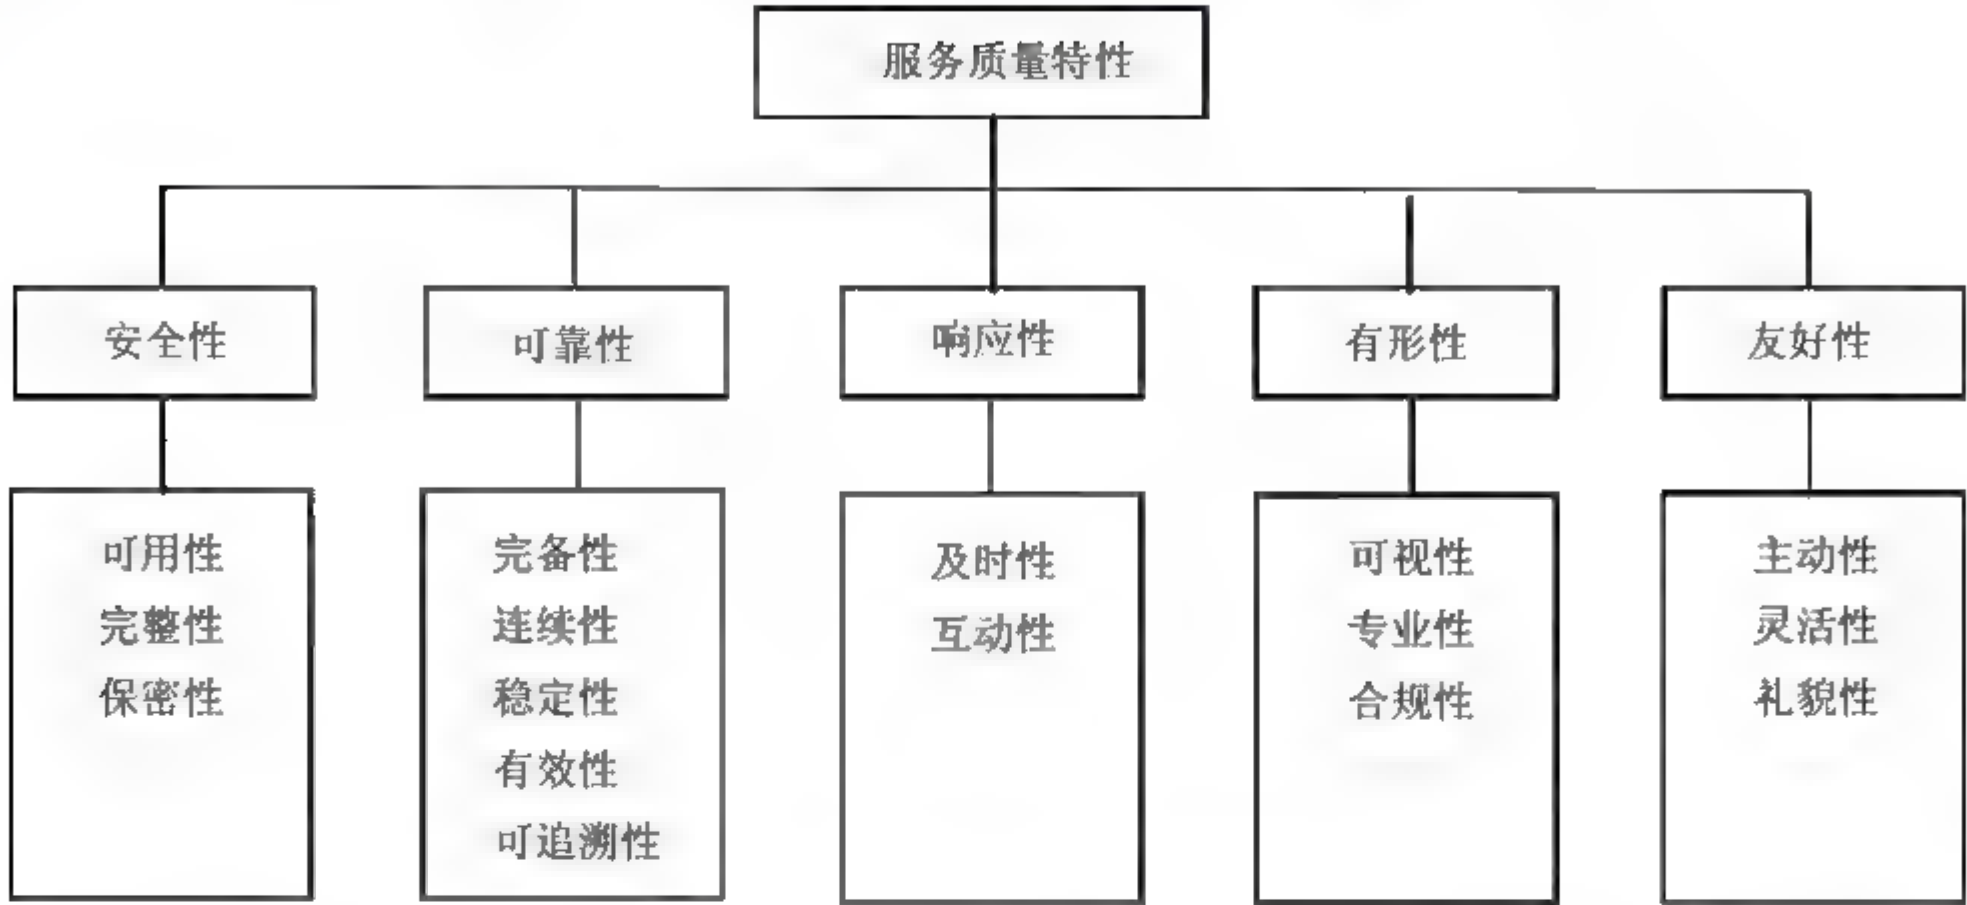 服务质量特性
安全性
可靠性
响应性
有形性
友好性
可用性
完整性
保密性
完备性
连续性
稳定性
有效性
可追溯性
及时性
互动性
可视性
专业性
合规性
主动性
灵活性
礼貌性